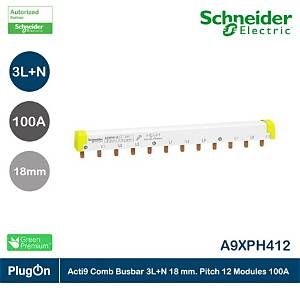 Authorized
Partner
Schneider
Electric
3L+N
100A
18mm
A9XPH412
Green
Premium
PlugOn
Acti9 Comb Busbar 3L+N 18 mm. Pitch 12 Modules 100A